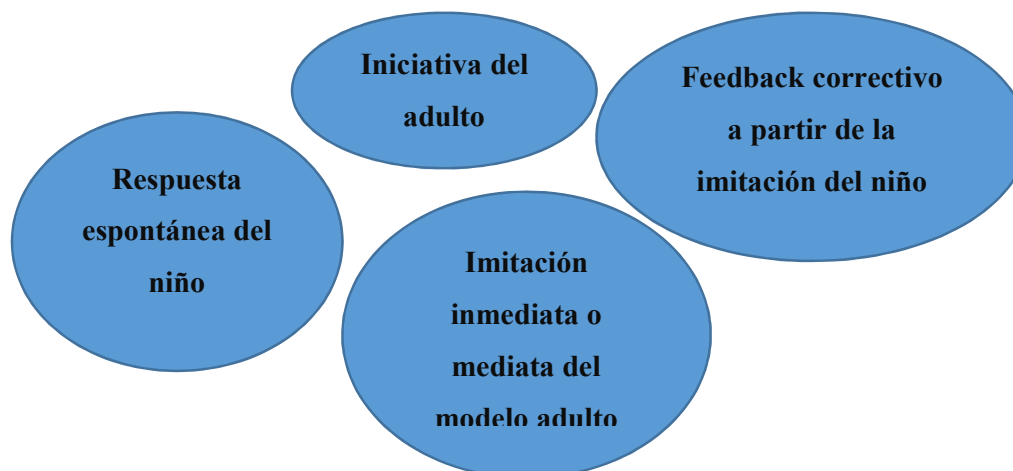 Iniciativa del
adulto
Feedback correctivo
a partir de la
imitación del niño
Respuesta
espontánea del
niño
Imitación
inmediata o
mediata del
modelo adulto